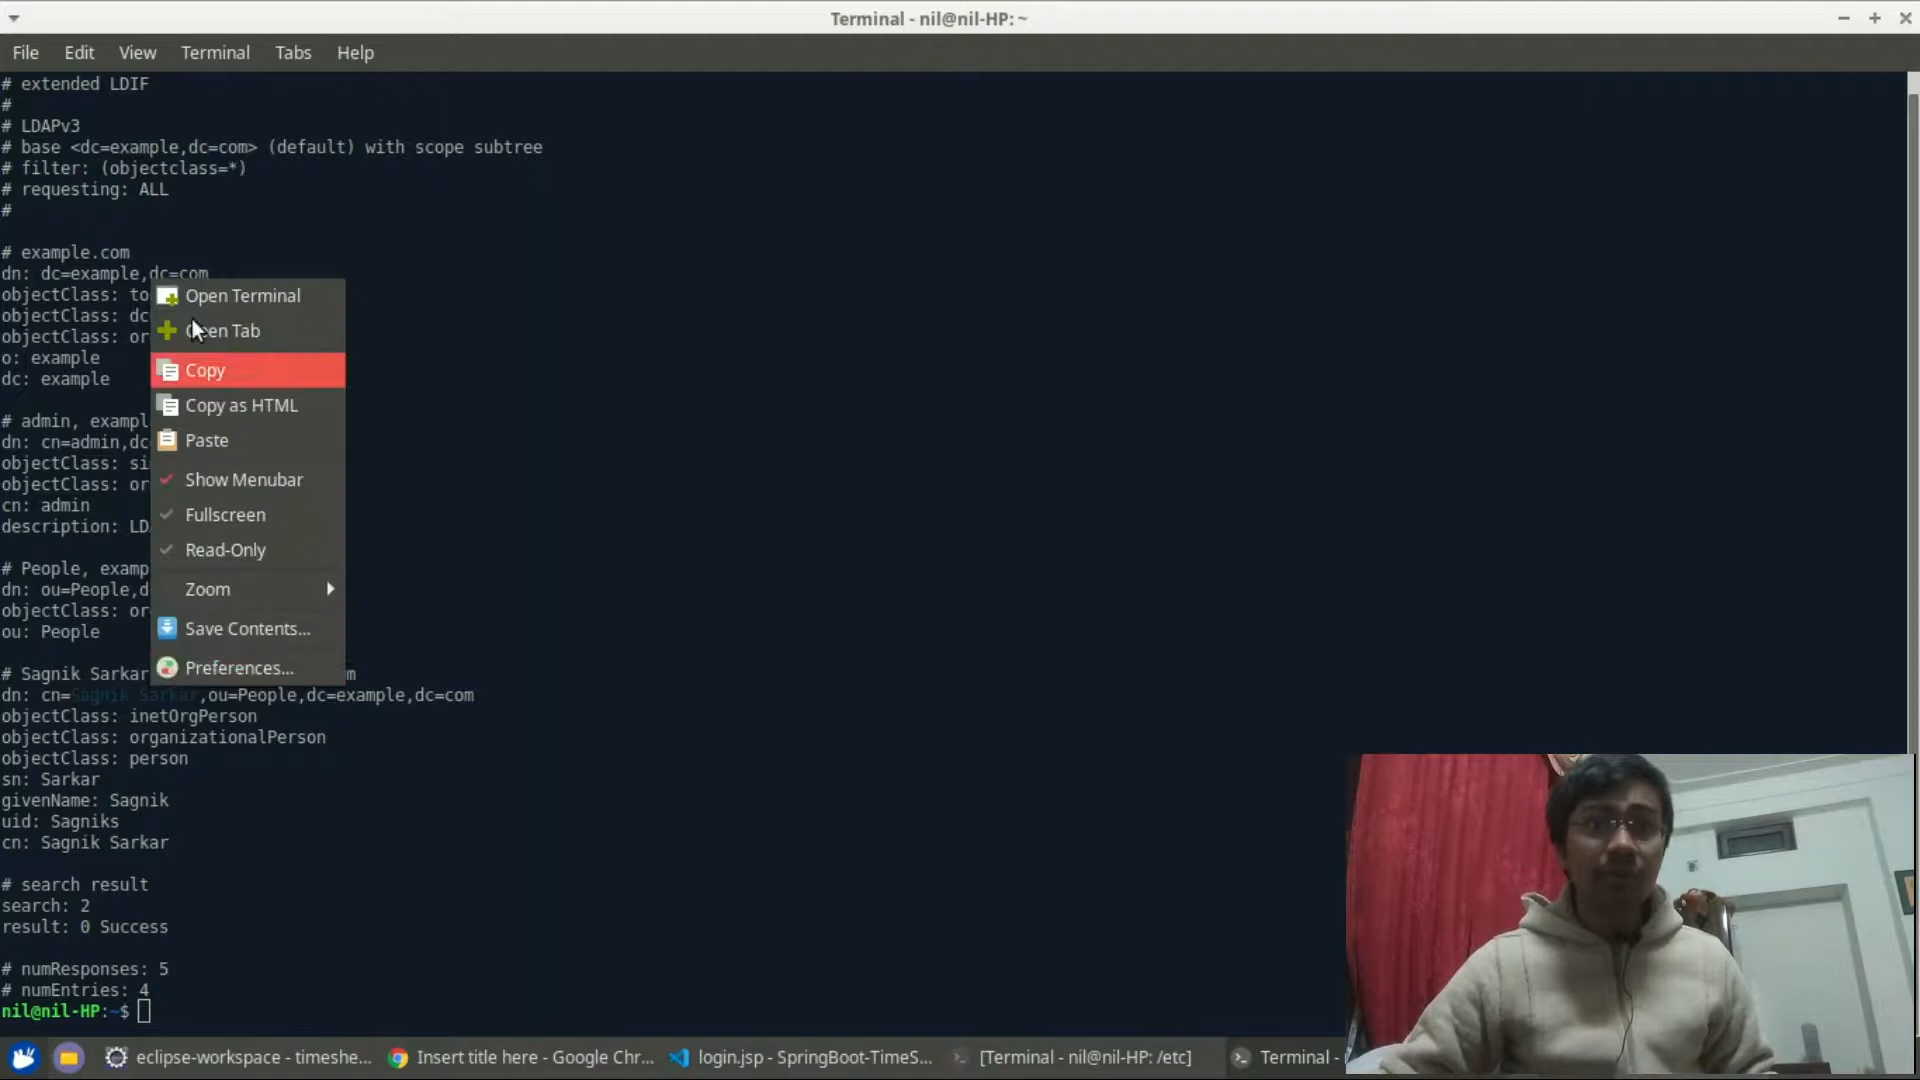 Terminal - nil@nil-HP: ~
File Edit View Terminal Tabs Help
# extended LDIF
#
# LDAPv3
# base <dc=example,dc=com> (default) with scope subtree
# filter: (objectclass=*)
# requesting: ALL
#
# example.com
dn: dc=example,dc=com
objectClass: to
objectClass: dc
objectClass: or
o: example
dc: example
# admin, exampl
dn: cn=admin,dc
objectClass: si
objectClass: or
cn: admin
description: LD
# People, examp
dn: ou=People,d
objectClass: or
ou: People
# Sagnik Sarkar m
dn: cn=Sagnik Sarkar,ou=People,dc=example,dc=com
objectClass: inetOrgPerson
objectClass: organizationalPerson
objectClass: person
sn: Sarkar
givenName: Sagnik
uid: Sagniks
cn: Sagnik Sarkar
# search result
search: 2
result: 0 Success
# numResponses: 5
# numEntries: 4
nil@nil-HP:~$
Open Terminal
Open Tab
Copy
Copy as HTML
Paste
Show Menubar
Fullscreen
Read-Only
Zoom
Save Contents...
Preferences...
eclipse-workspace - timeshe... Insert title here - Google Chr... login.jsp - SpringBoot-TimeS... [Terminal - nil@nil-HP: /etc] Terminal -